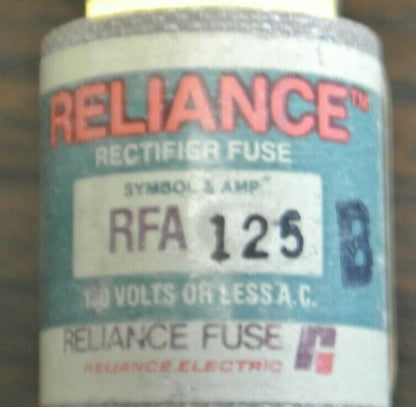 RELIANCE™
RECTIFIER FUSE
SYMBOL & AMP
RFA 125 B
VOLTS OR LESS A.C.
RELIANCE FUSE
RELIANCE ELECTRIC